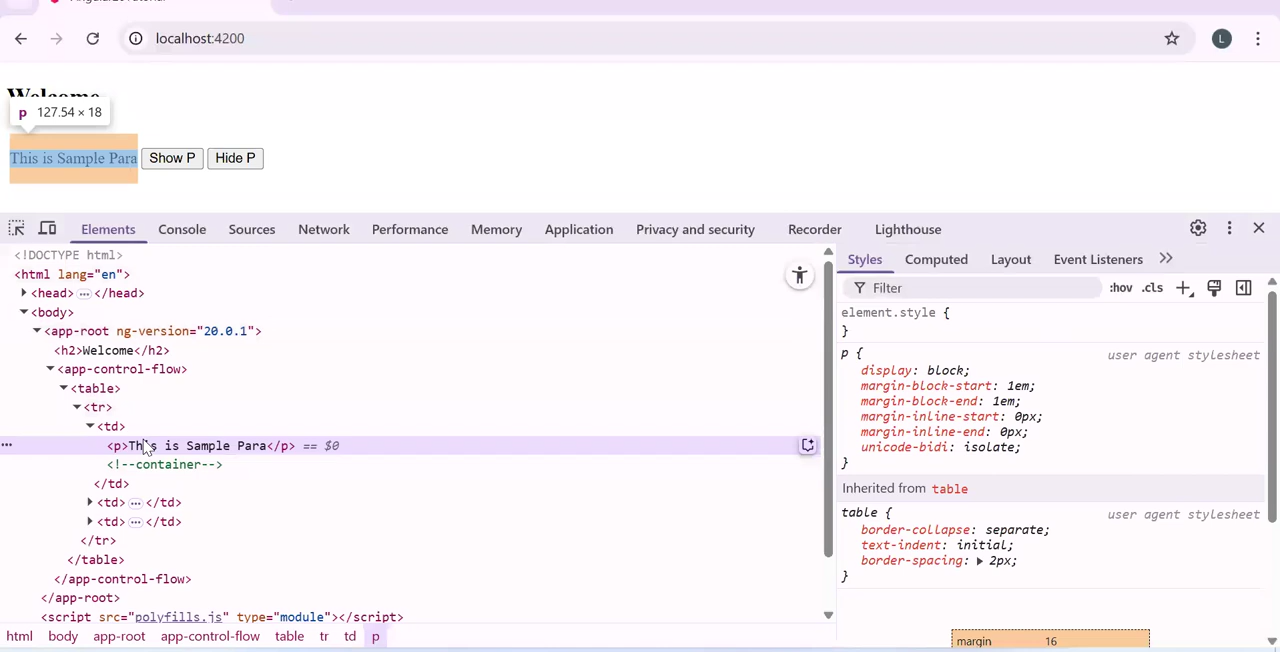 localhost:4200
L
Welcome
p 127.54 × 18
This is Sample Para Show P Hide P
Elements Console Sources Network Performance Memory Application Privacy and security Recorder Lighthouse
<!DOCTYPE html>
<html lang="en">
<head> … </head>
<body>
<app-root ng-version="20.0.1">
<h2>Welcome</h2>
<app-control-flow>
<table>
<tr>
<td>
<p>This is Sample Para</p> == $0
<!--container-->
</td>
<td> … </td>
<td> … </td>
</tr>
</table>
</app-control-flow>
</app-root>
<script src="polyfills.js" type="module"></script>
html body app-root app-control-flow table tr td p
Styles Computed Layout Event Listeners
Filter :hov .cls
element.style {
}
p { user agent stylesheet
display: block;
margin-block-start: 1em;
margin-block-end: 1em;
margin-inline-start: 0px;
margin-inline-end: 0px;
unicode-bidi: isolate;
}
Inherited from table
table { user agent stylesheet
border-collapse: separate;
text-indent: initial;
border-spacing: 2px;
}
margin 16